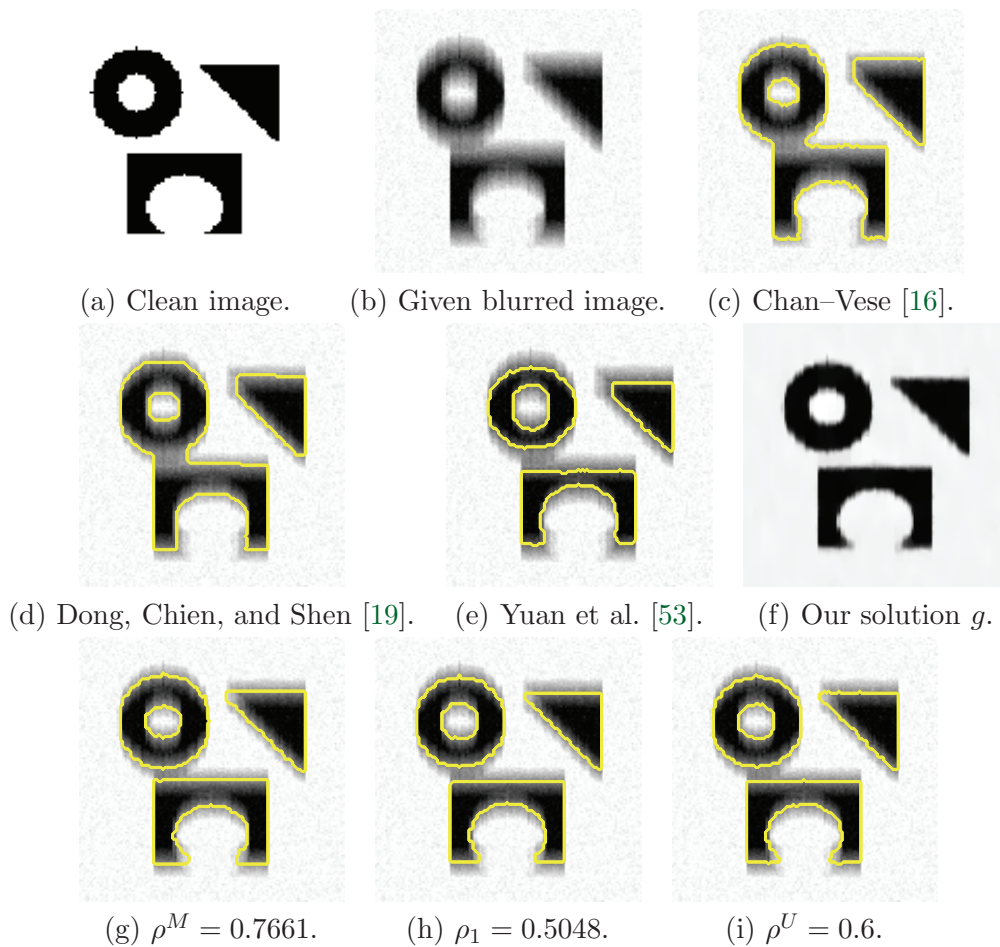 (a) Clean image. (b) Given blurred image. (c) Chan–Vese [16].
(d) Dong, Chien, and Shen [19]. (e) Yuan et al. [53]. (f) Our solution g.
(g) ρ^M = 0.7661. (h) ρ₁ = 0.5048. (i) ρ^U = 0.6.